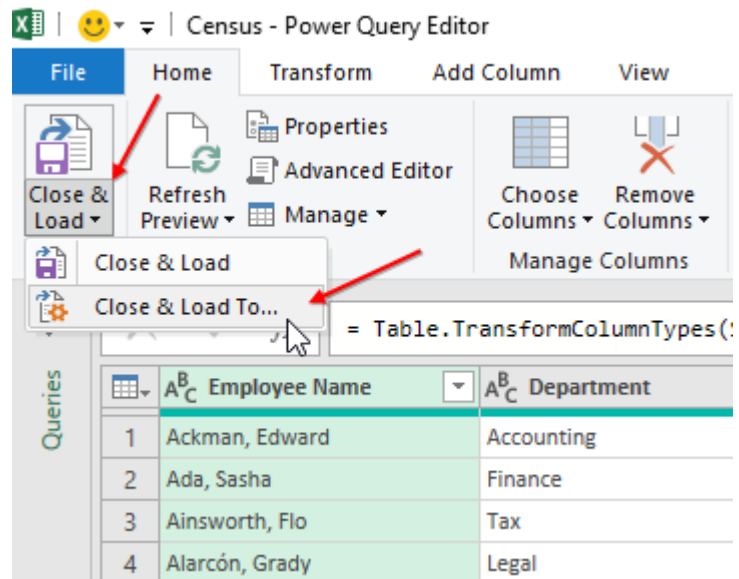 Census - Power Query Editor
File Home Transform Add Column View
Close & Load
Refresh Preview
Properties
Advanced Editor
Manage
Choose Columns
Remove Columns
Manage Columns
Close & Load
Close & Load To...
= Table.TransformColumnTypes(
Queries
ABC Employee Name ABC Department
1 Ackman, Edward Accounting
2 Ada, Sasha Finance
3 Ainsworth, Flo Tax
4 Alarcón, Grady Legal